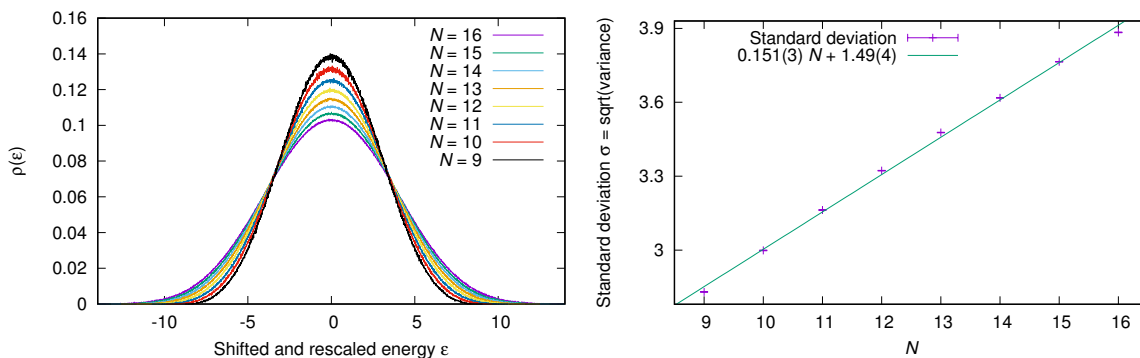 0.16
0.14
0.12
0.1
0.08
0.06
0.04
0.02
0
ρ(ε)
N = 16
N = 15
N = 14
N = 13
N = 12
N = 11
N = 10
N = 9
-10 -5 0 5 10
Shifted and rescaled energy ε
3.9
3.6
3.3
3
Standard deviation σ = sqrt(variance)
Standard deviation
0.151(3) N + 1.49(4)
9 10 11 12 13 14 15 16
N